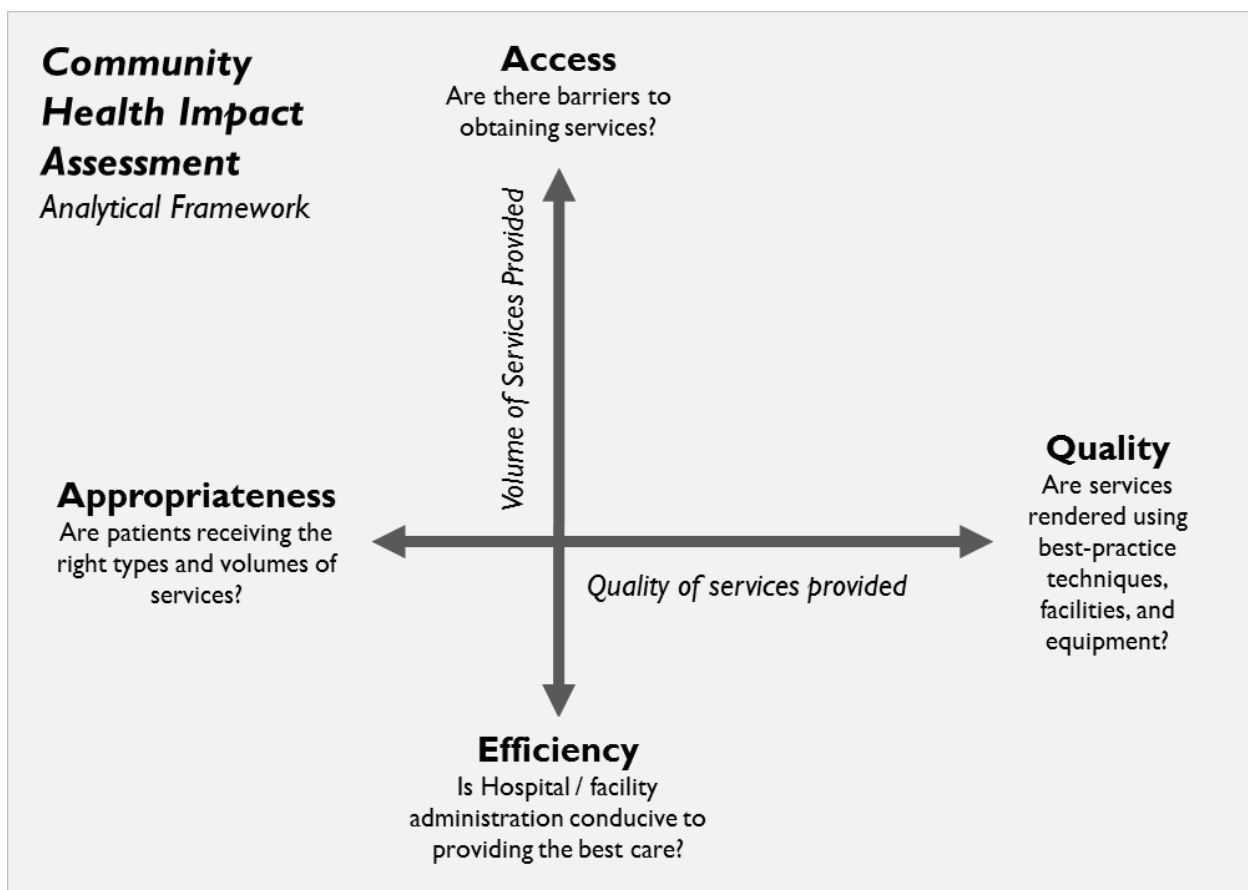 Community
Health Impact
Assessment
Analytical Framework
Access
Are there barriers to
obtaining services?
Volume of Services Provided
Appropriateness
Are patients receiving the
right types and volumes of
services?
Quality of services provided
Quality
Are services
rendered using
best-practice
techniques,
facilities, and
equipment?
Efficiency
Is Hospital / facility
administration conducive to
providing the best care?